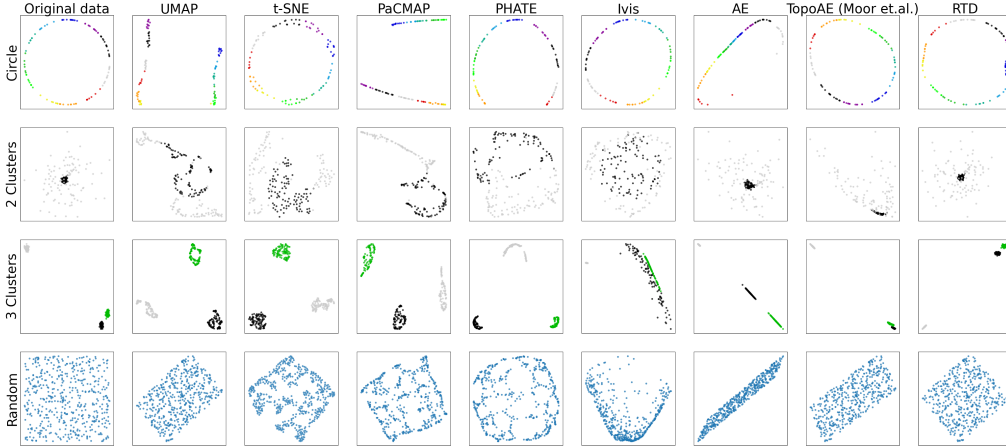 Original data UMAP t-SNE PaCMAP PHATE Ivis AE TopoAE (Moor et.al.) RTD
Circle
2 Clusters
3 Clusters
Random